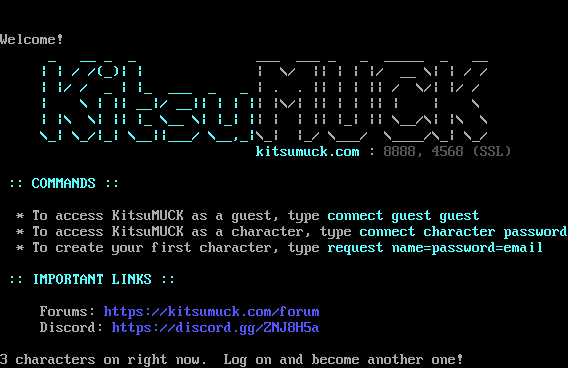 Welcome!
KitsuMUCK
kitsumuck.com : 8888, 4568 (SSL)
:: COMMANDS ::
* To access KitsuMUCK as a guest, type connect guest guest
* To access KitsuMUCK as a character, type connect character password
* To create your first character, type request name=password=email
:: IMPORTANT LINKS ::
Forums: https://kitsumuck.com/forum
Discord: https://discord.gg/ZNJ8H5a
3 characters on right now.  Log on and become another one!